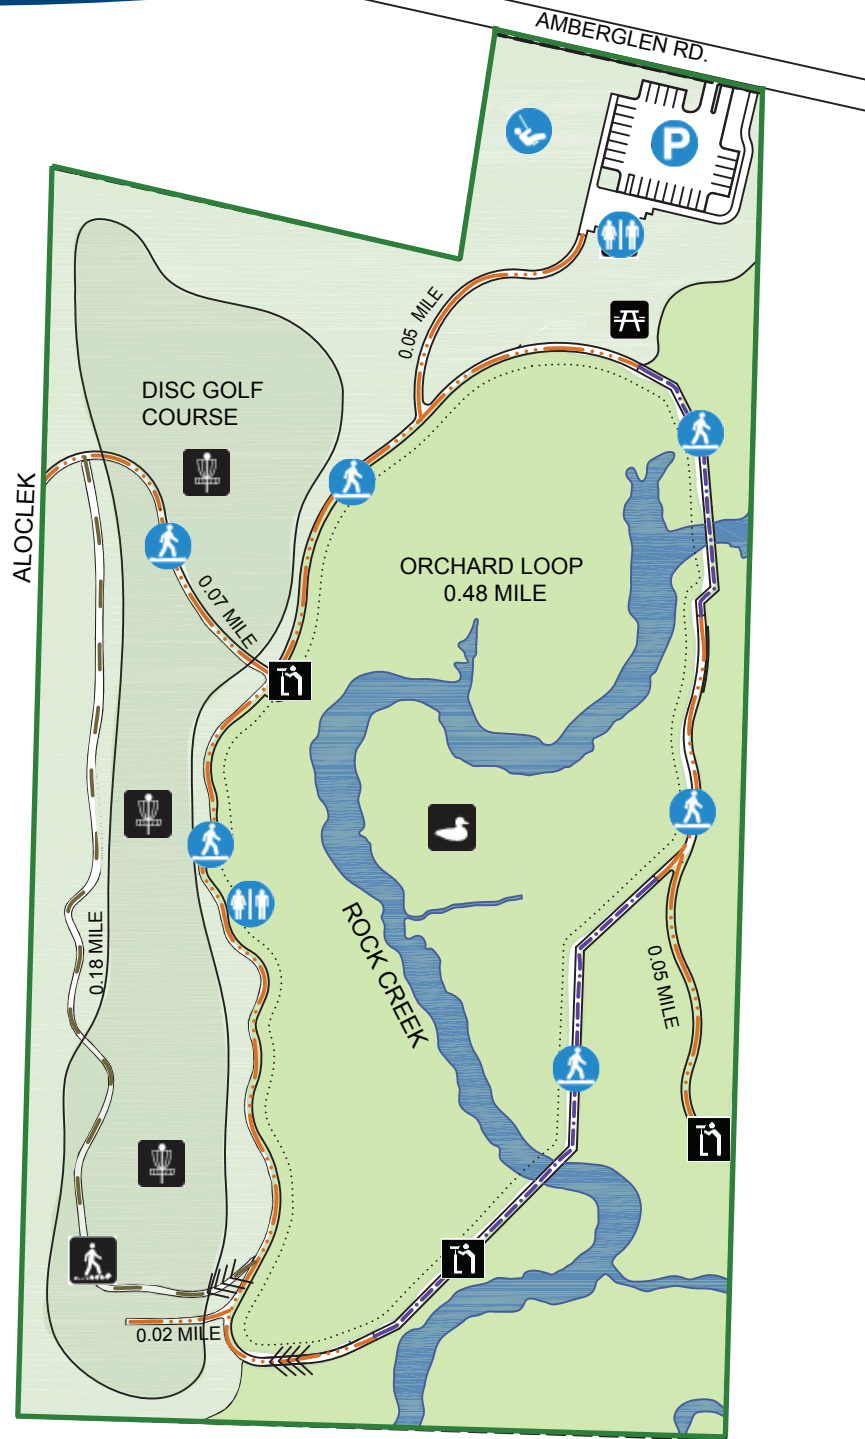 AMBERGLEN RD.
P
0.05 MILE
DISC GOLF
COURSE
ALOCLEK
ORCHARD LOOP
0.48 MILE
0.07 MILE
ROCK CREEK
0.18 MILE
0.05 MILE
0.02 MILE